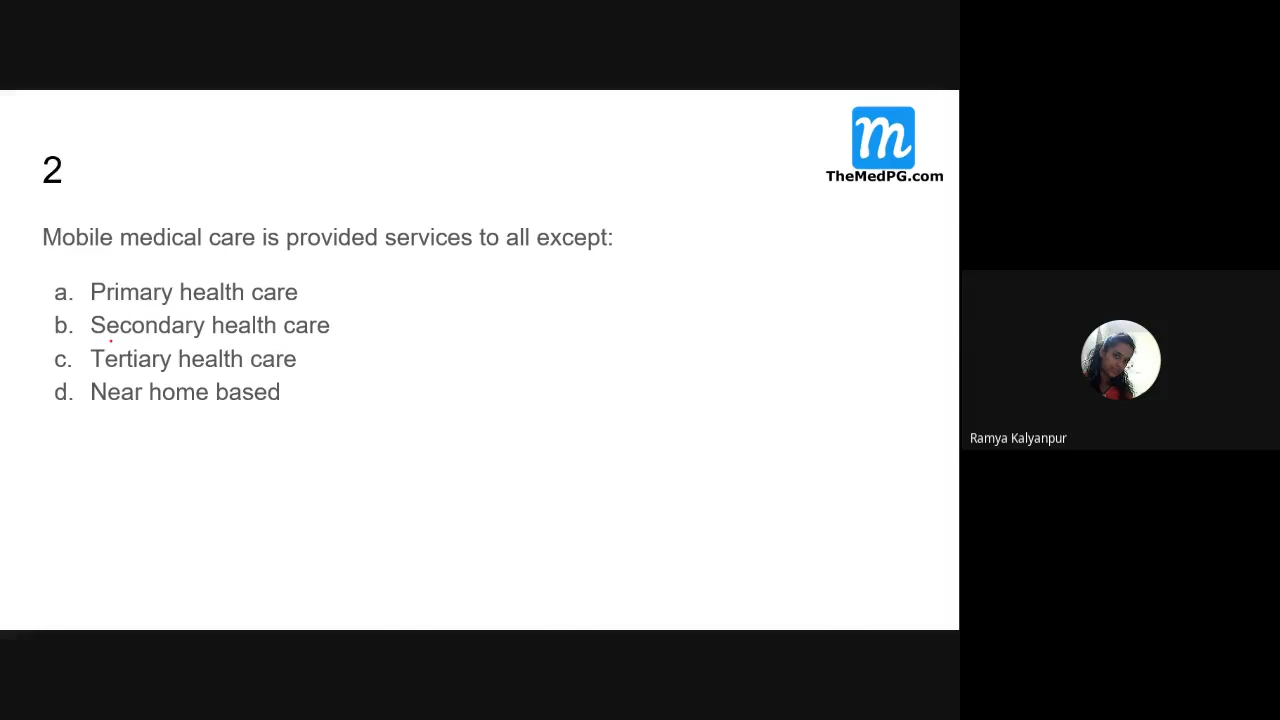 m
TheMedPG.com
2
Mobile medical care is provided services to all except:
a. Primary health care
b. Secondary health care
c. Tertiary health care
d. Near home based
Ramya Kalyanpur